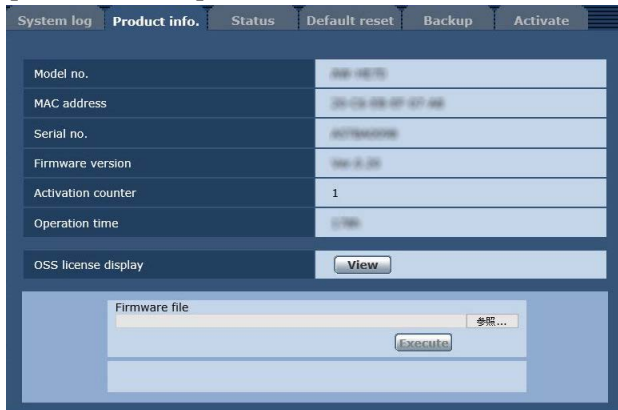 System log Product info. Status Default reset Backup Activate
Model no.
MAC address
Serial no.
Firmware version
Activation counter 1
Operation time
OSS license display View
Firmware file
参照...
Execute